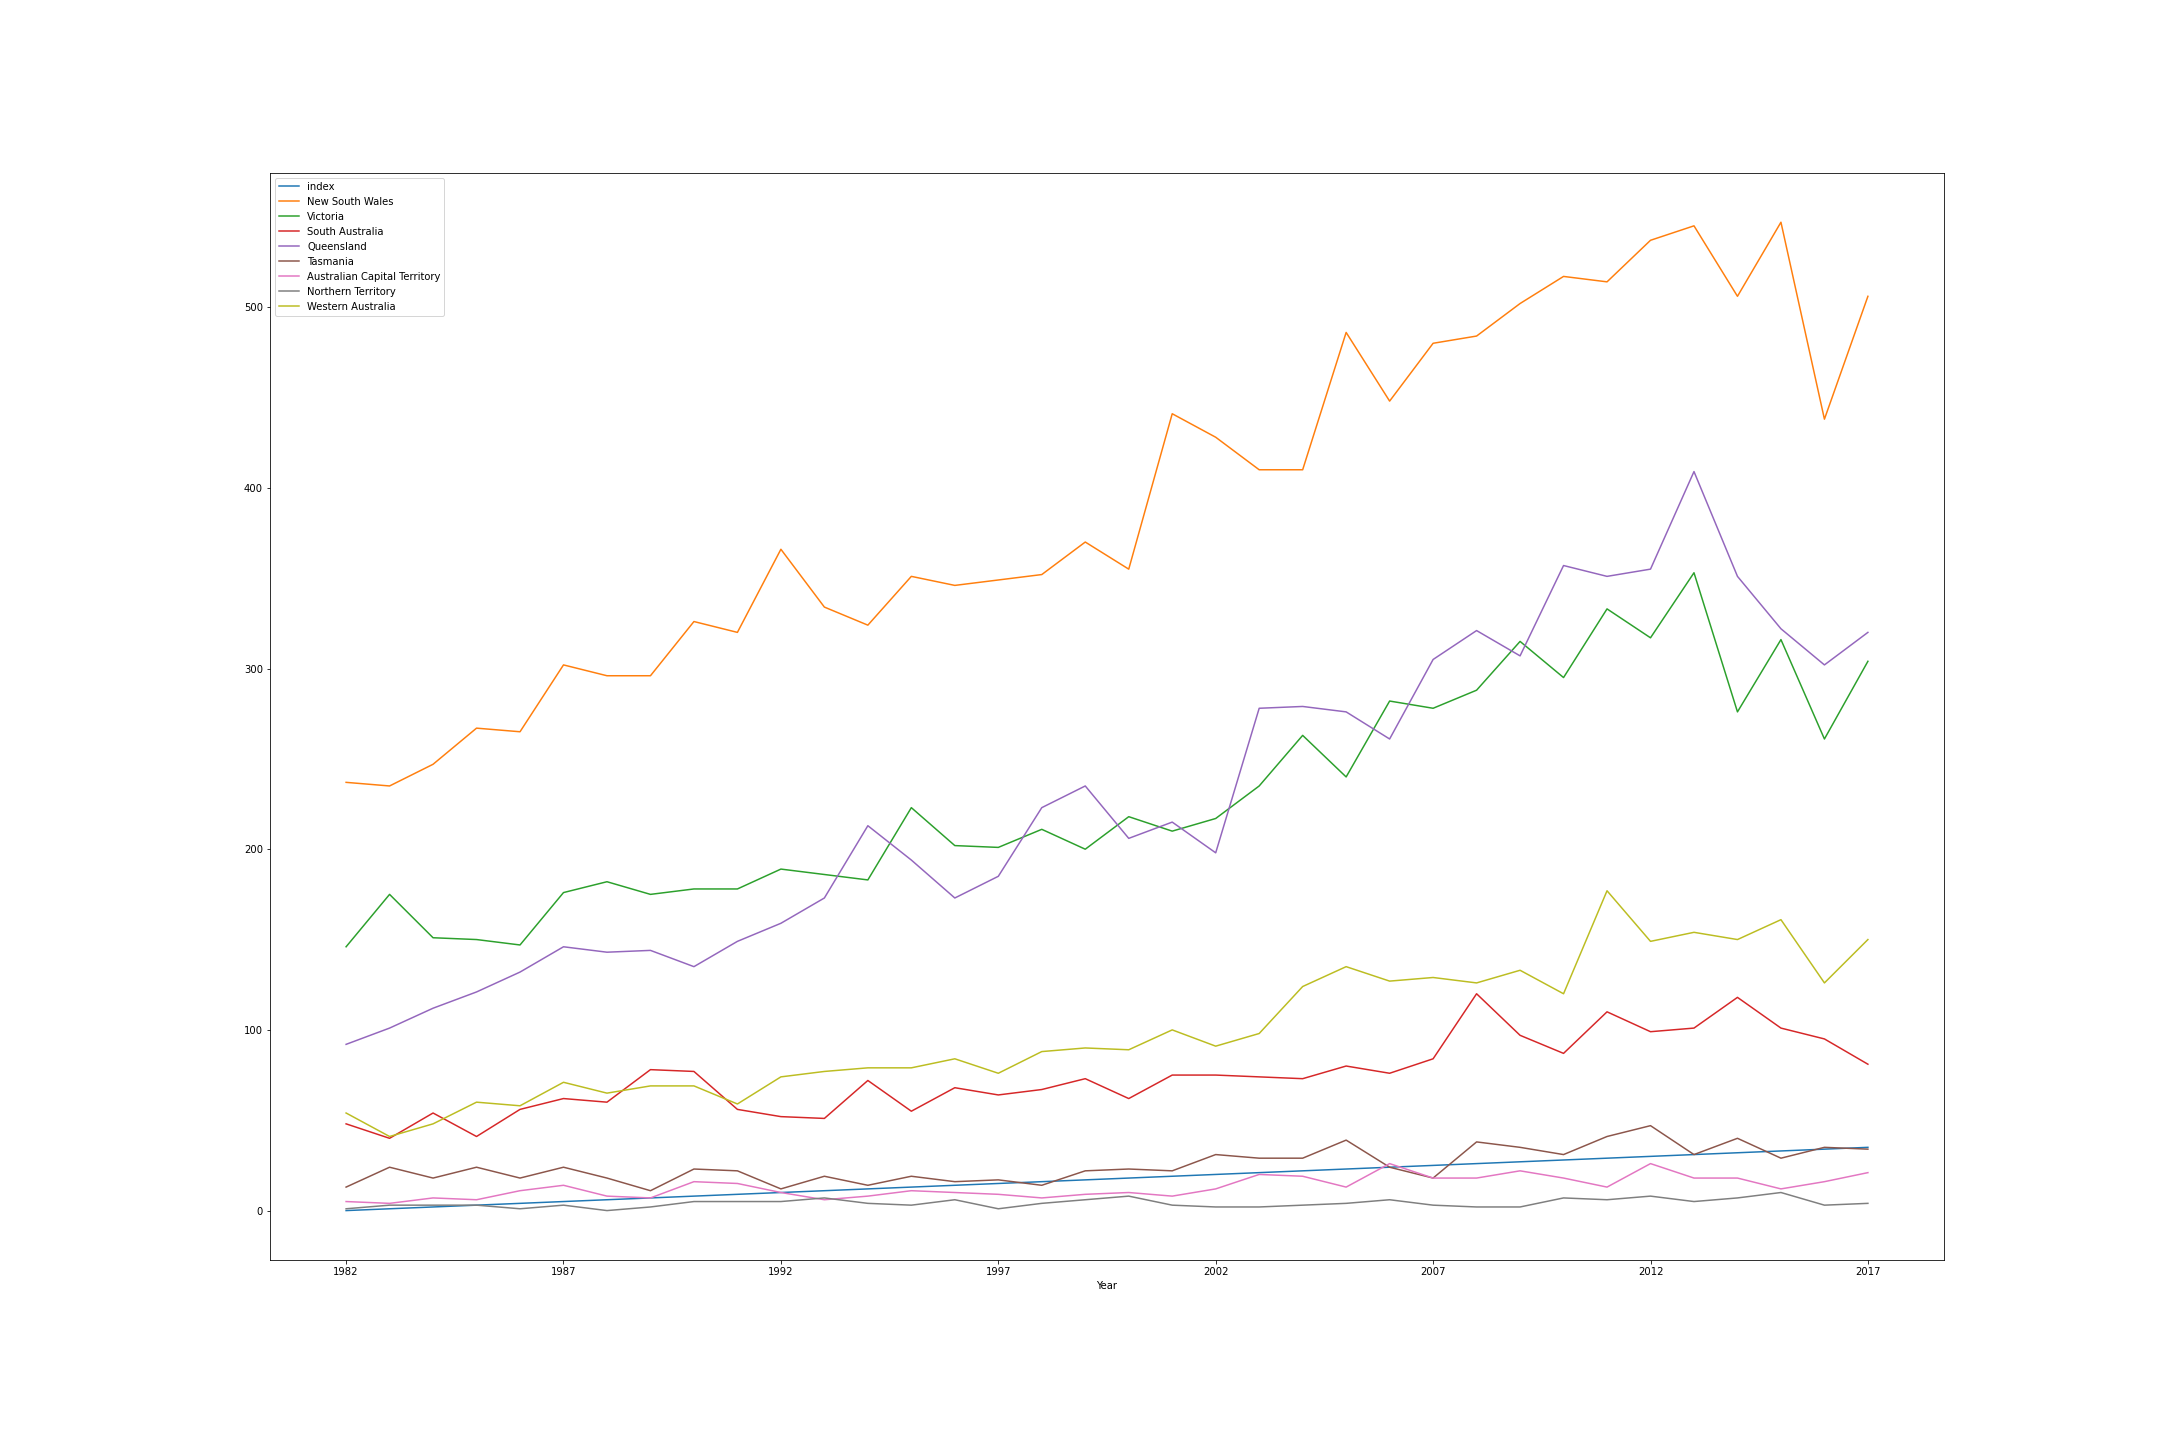 index
New South Wales
Victoria
South Australia
Queensland
Tasmania
Australian Capital Territory
Northern Territory
Western Australia
500
400
300
200
100
0
1982 1987 1992 1997 2002 2007 2012 2017
Year